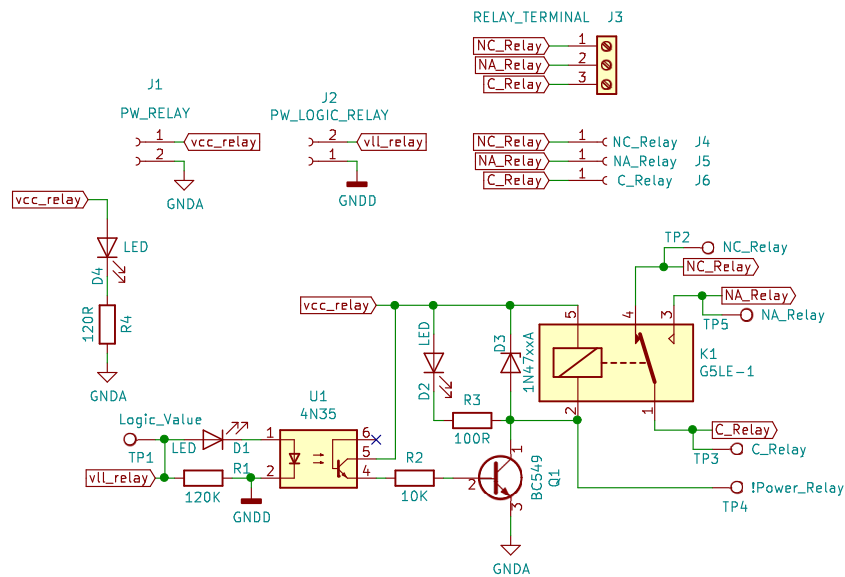 RELAY_TERMINAL J3
NC_Relay 1
NA_Relay 2
C_Relay 3
J1
PW_RELAY
1 vcc_relay
2
GNDA
J2
PW_LOGIC_RELAY
2 vll_relay
1
GNDD
NC_Relay 1 NC_Relay J4
NA_Relay 1 NA_Relay J5
C_Relay 1 C_Relay J6
vcc_relay
LED
D4
120R
R4
GNDA
TP2 NC_Relay
NC_Relay
NA_Relay
TP5 NA_Relay
vcc_relay
LED
D2
D3
1N47xxA
5
4
3
K1
G5LE-1
2
1
R3
100R
C_Relay
TP3 C_Relay
Logic_Value
TP1
LED D1
vll_relay
R1
120K
GNDD
U1
4N35
1
2
6
5
4
R2
10K
1
2
3
BC549
Q1
GNDA
!Power_Relay
TP4